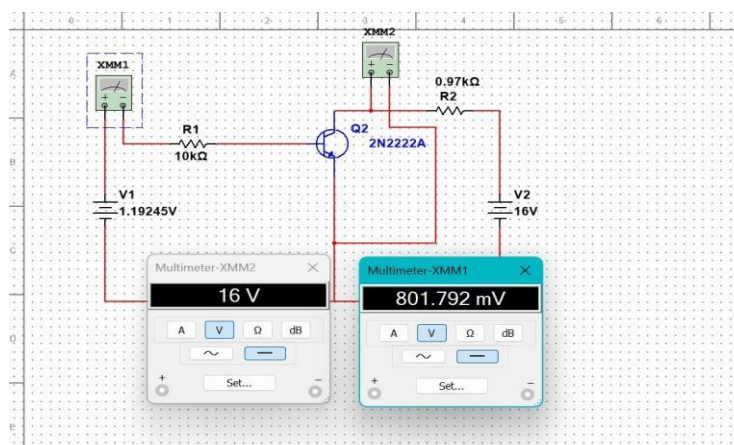 0 1 2 3 4 5 6
XMM2
XMM1
0.97kΩ
R2
A
+ −
+ −
R1
10kΩ
Q2
2N2222A
B
V1
1.19245V
V2
16V
C
Multimeter-XMM2
Multimeter-XMM1
16 V
801.792 mV
A V Ω dB
A V Ω dB
D
+ Set... −
+ Set... −
E